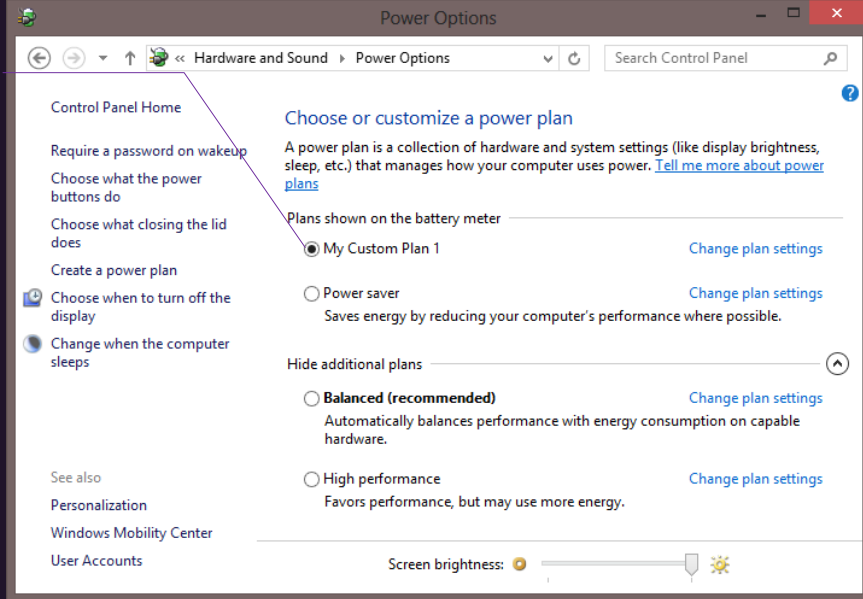 Power Options
« Hardware and Sound ▸ Power Options
Search Control Panel
Control Panel Home
Require a password on wakeup
Choose what the power
buttons do
Choose what closing the lid
does
Create a power plan
Choose when to turn off the
display
Change when the computer
sleeps
See also
Personalization
Windows Mobility Center
User Accounts
Choose or customize a power plan
A power plan is a collection of hardware and system settings (like display brightness,
sleep, etc.) that manages how your computer uses power. Tell me more about power
plans
Plans shown on the battery meter
My Custom Plan 1 Change plan settings
Power saver Change plan settings
Saves energy by reducing your computer's performance where possible.
Hide additional plans
Balanced (recommended) Change plan settings
Automatically balances performance with energy consumption on capable
hardware.
High performance Change plan settings
Favors performance, but may use more energy.
Screen brightness: